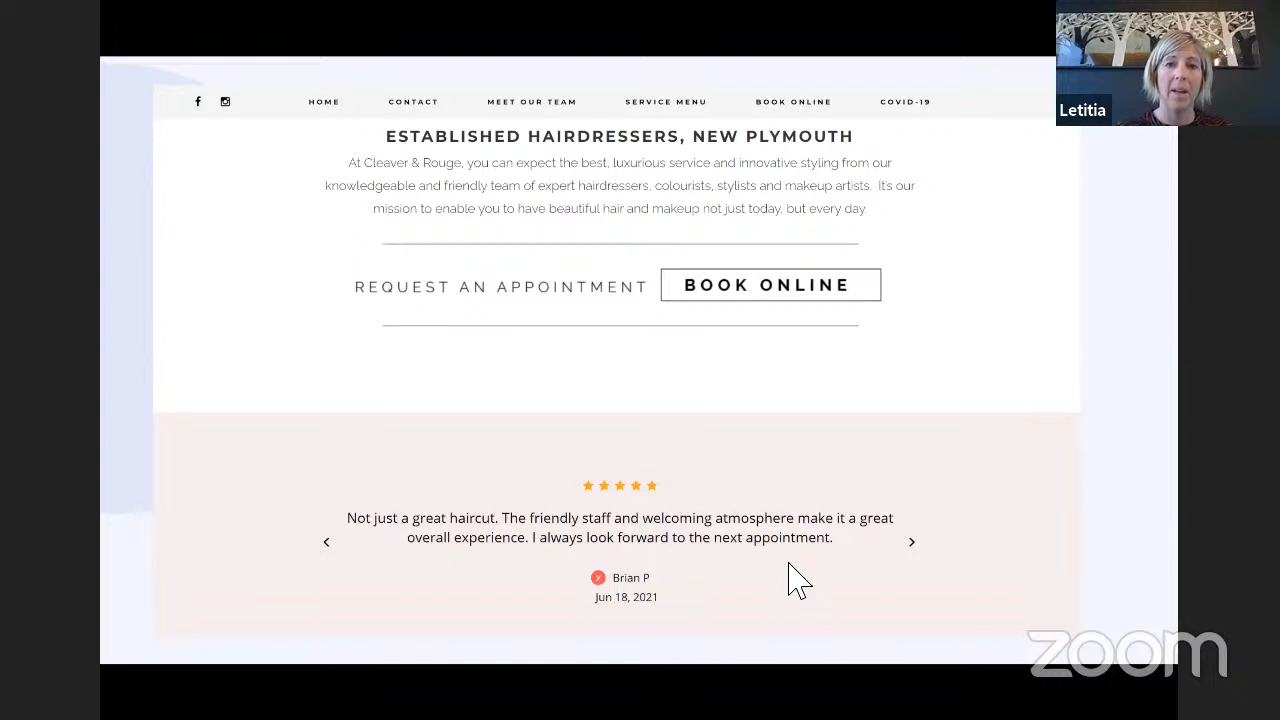 Letitia
HOME CONTACT MEET OUR TEAM SERVICE MENU BOOK ONLINE COVID-19
ESTABLISHED HAIRDRESSERS, NEW PLYMOUTH
At Cleaver & Rouge, you can expect the best, luxurious service and innovative styling from our
knowledgeable and friendly team of expert hairdressers, colourists, stylists and makeup artists. It's our
mission to enable you to have beautiful hair and makeup not just today, but every day
REQUEST AN APPOINTMENT BOOK ONLINE
Not just a great haircut. The friendly staff and welcoming atmosphere make it a great
overall experience. I always look forward to the next appointment.
y Brian P
Jun 18, 2021
zoom